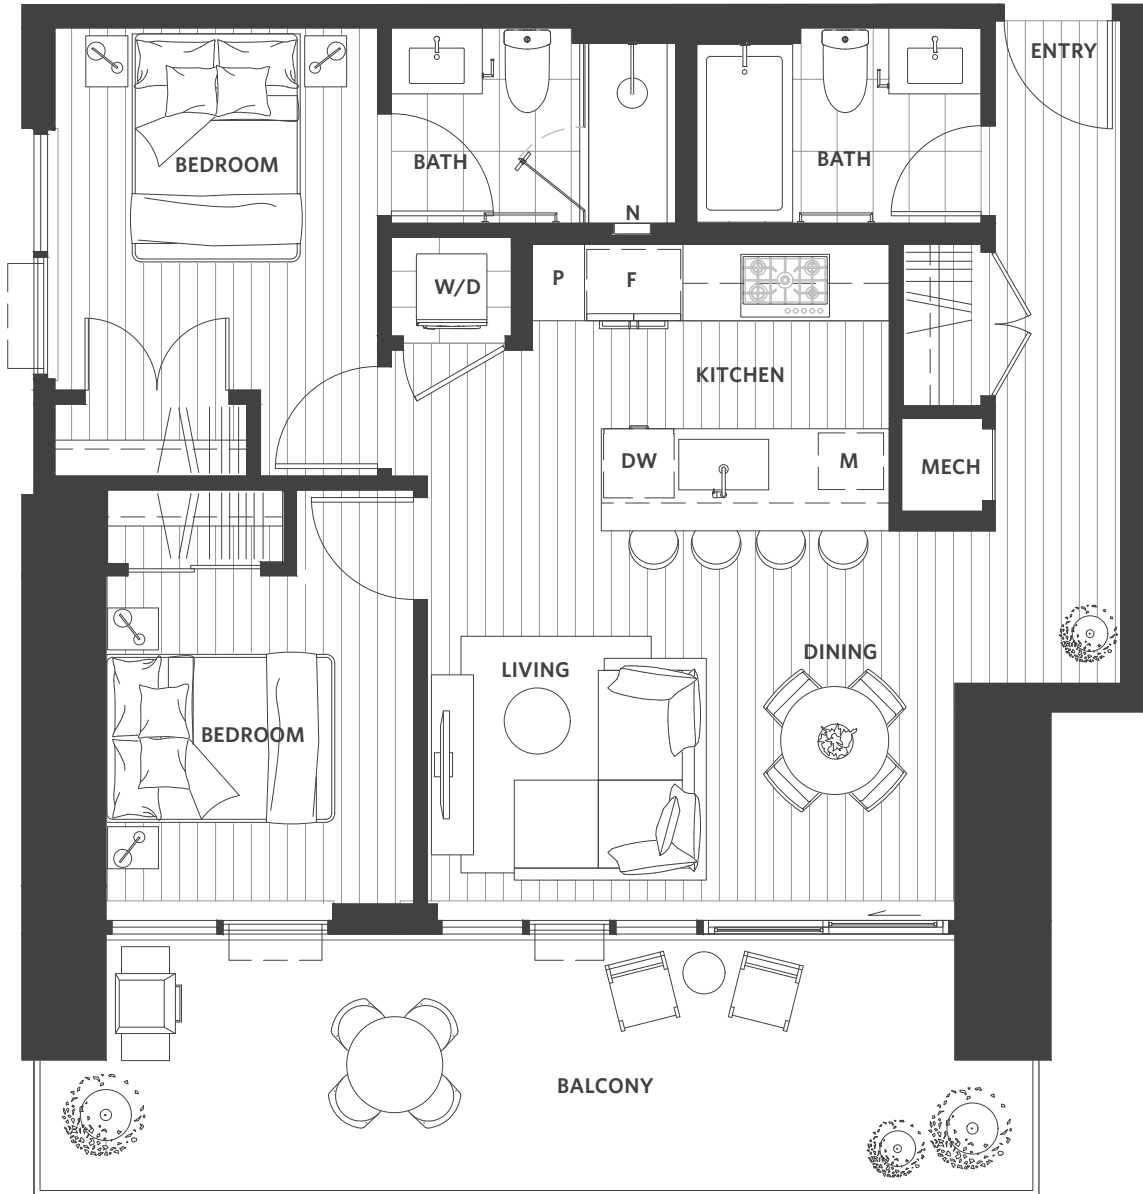 ENTRY
BEDROOM
BATH
BATH
N
W/D
P
F
KITCHEN
DW
M
MECH
LIVING
DINING
BEDROOM
BALCONY